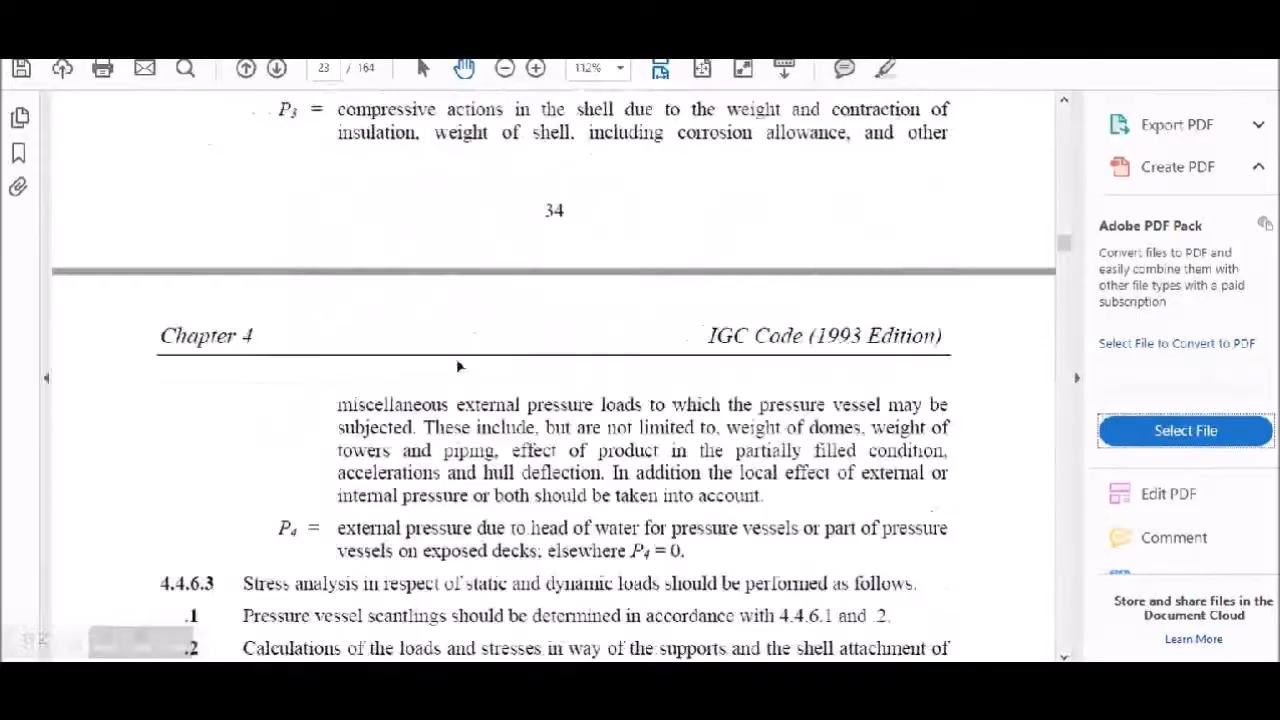 23 / 164
112%
P3 = compressive actions in the shell due to the weight and contraction of
insulation, weight of shell, including corrosion allowance, and other
34
Chapter 4 IGC Code (1993 Edition)
miscellaneous external pressure loads to which the pressure vessel may be
subjected. These include, but are not limited to, weight of domes, weight of
towers and piping, effect of product in the partially filled condition,
accelerations and hull deflection. In addition the local effect of external or
internal pressure or both should be taken into account.
P4 = external pressure due to head of water for pressure vessels or part of pressure
vessels on exposed decks; elsewhere P4 = 0.
4.4.6.3 Stress analysis in respect of static and dynamic loads should be performed as follows.
.1 Pressure vessel scantlings should be determined in accordance with 4.4.6.1 and .2.
.2 Calculations of the loads and stresses in way of the supports and the shell attachment of
Export PDF
Create PDF
Adobe PDF Pack
Convert files to PDF and
easily combine them with
other file types with a paid
subscription
Select File to Convert to PDF
Select File
Edit PDF
Comment
Store and share files in the
Document Cloud
Learn More